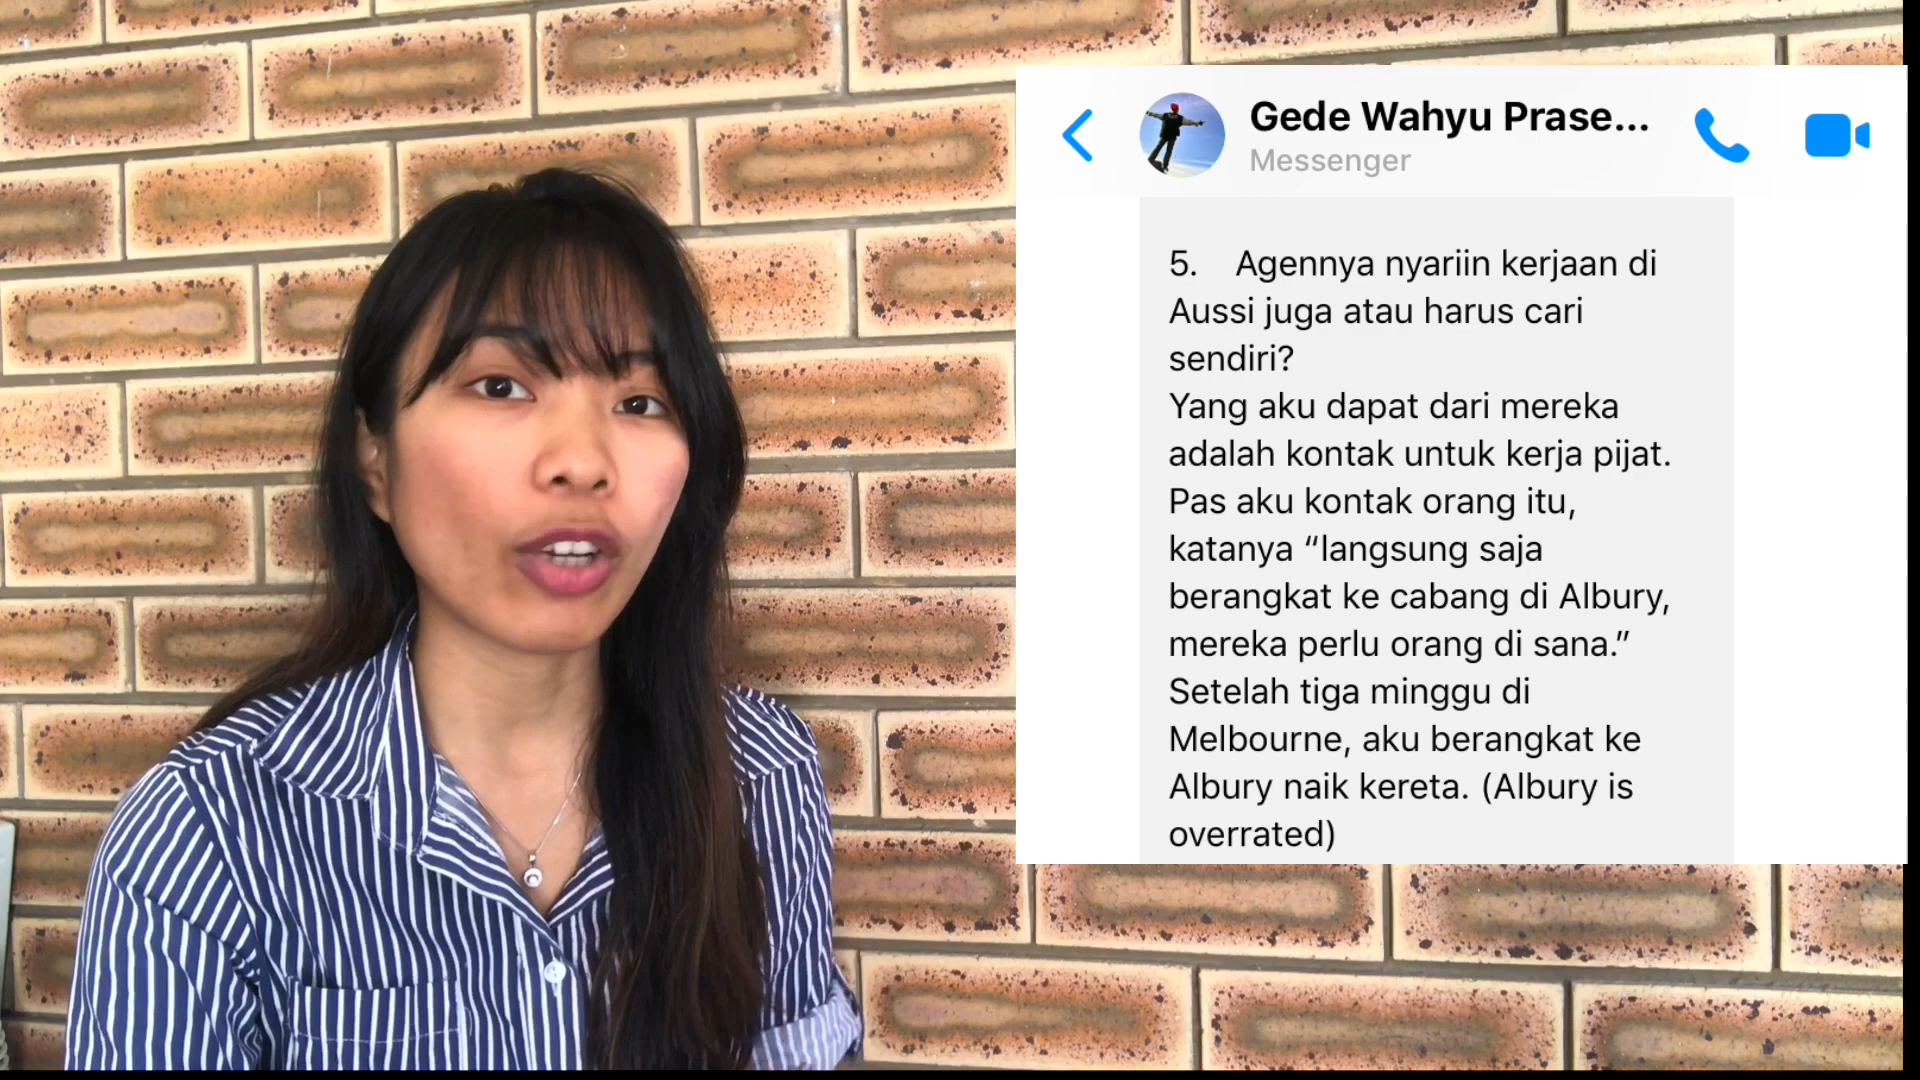 Gede Wahyu Prase...
Messenger
5. Agennya nyariin kerjaan di
Aussi juga atau harus cari
sendiri?
Yang aku dapat dari mereka
adalah kontak untuk kerja pijat.
Pas aku kontak orang itu,
katanya “langsung saja
berangkat ke cabang di Albury,
mereka perlu orang di sana.”
Setelah tiga minggu di
Melbourne, aku berangkat ke
Albury naik kereta. (Albury is
overrated)